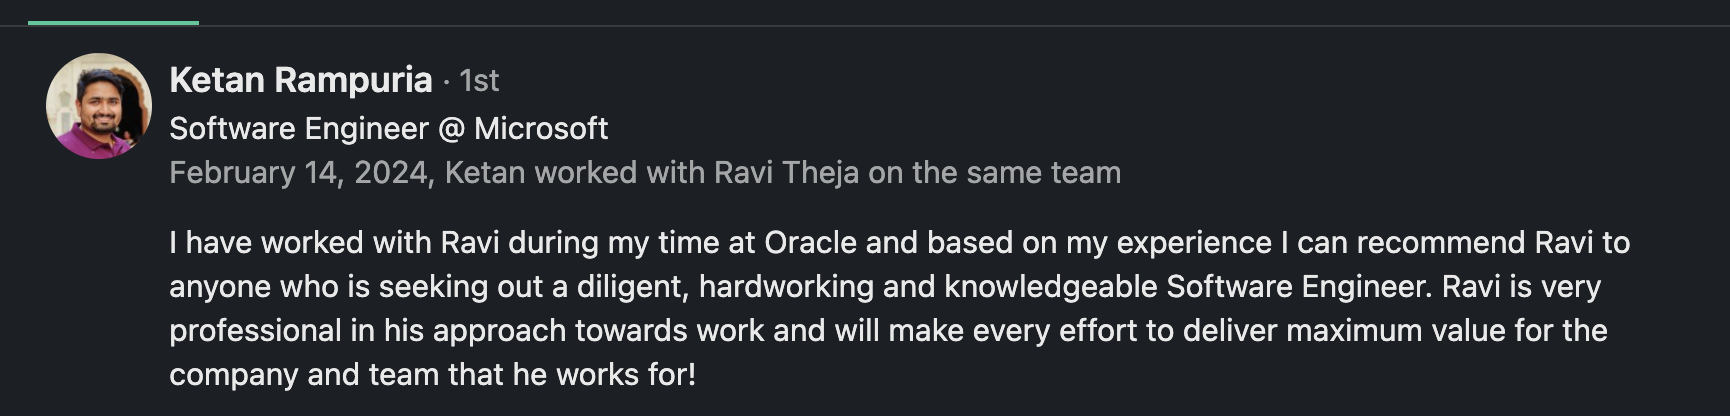 Ketan Rampuria · 1st
Software Engineer @ Microsoft
February 14, 2024, Ketan worked with Ravi Theja on the same team
I have worked with Ravi during my time at Oracle and based on my experience I can recommend Ravi to
anyone who is seeking out a diligent, hardworking and knowledgeable Software Engineer. Ravi is very
professional in his approach towards work and will make every effort to deliver maximum value for the
company and team that he works for!